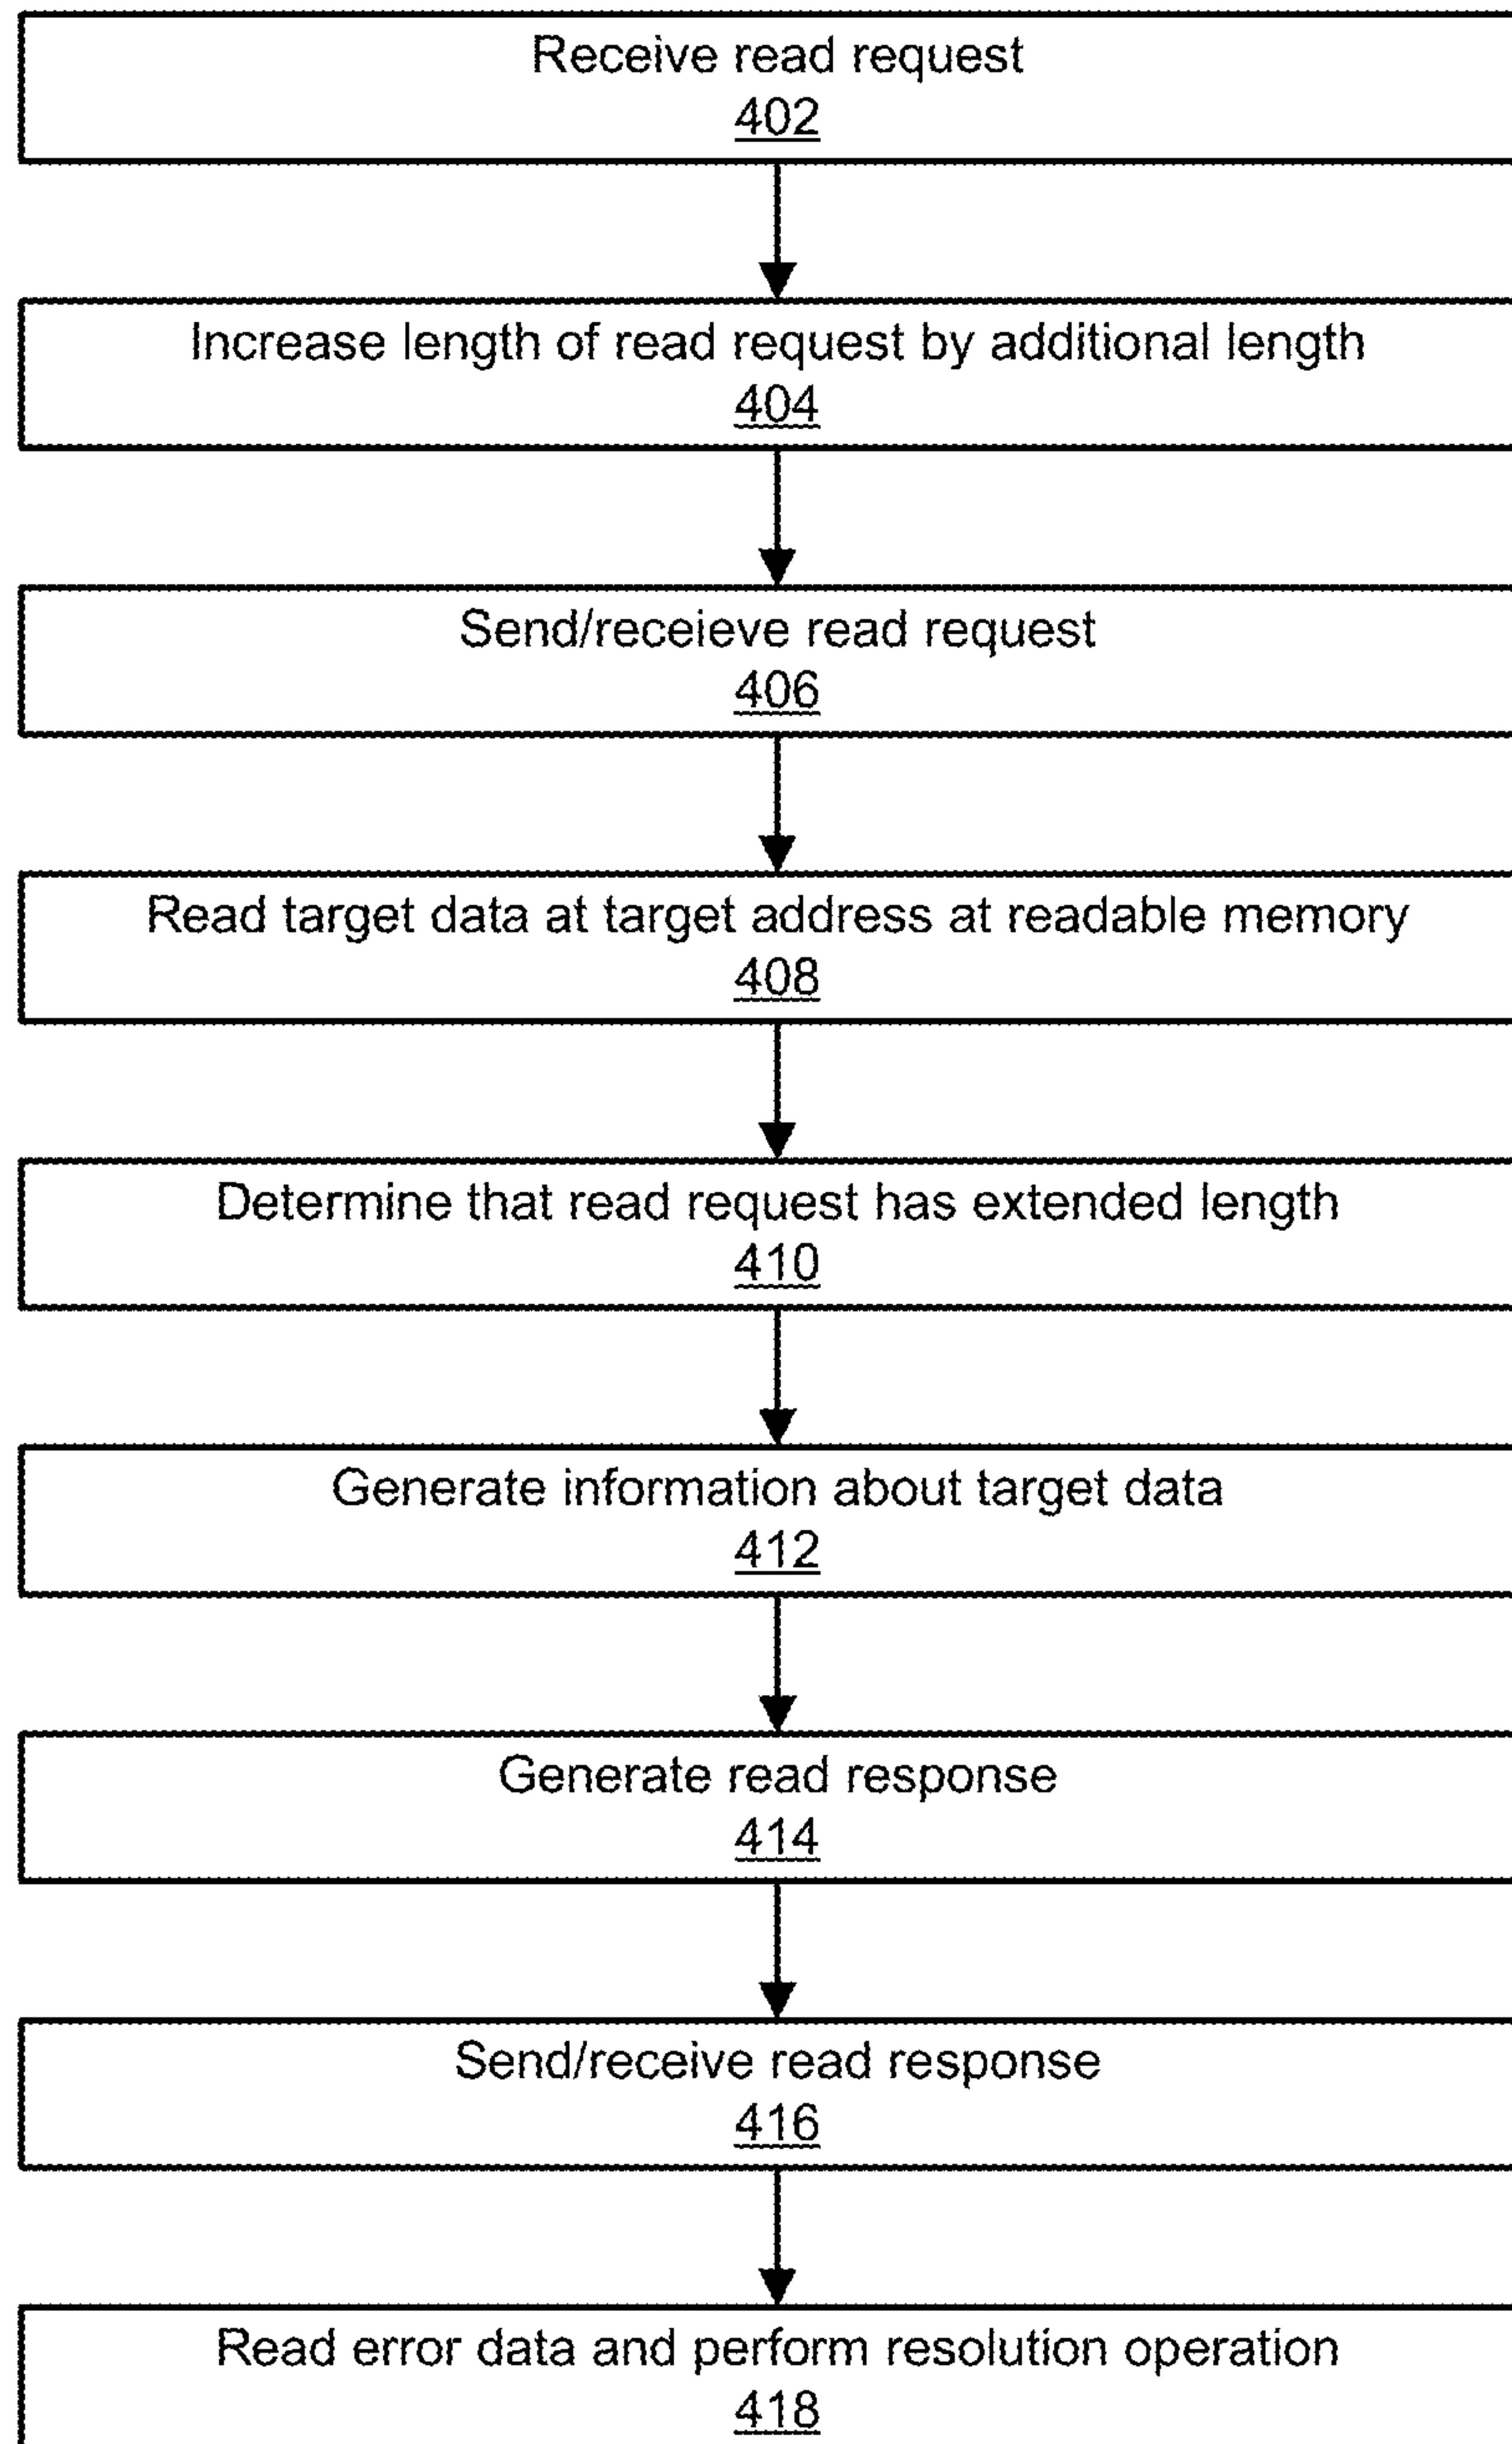 Receive read request
402
Increase length of read request by additional length
404
Send/receieve read request
406
Read target data at target address at readable memory
408
Determine that read request has extended length
410
Generate information about target data
412
Generate read response
414
Send/receive read response
416
Read error data and perform resolution operation
418